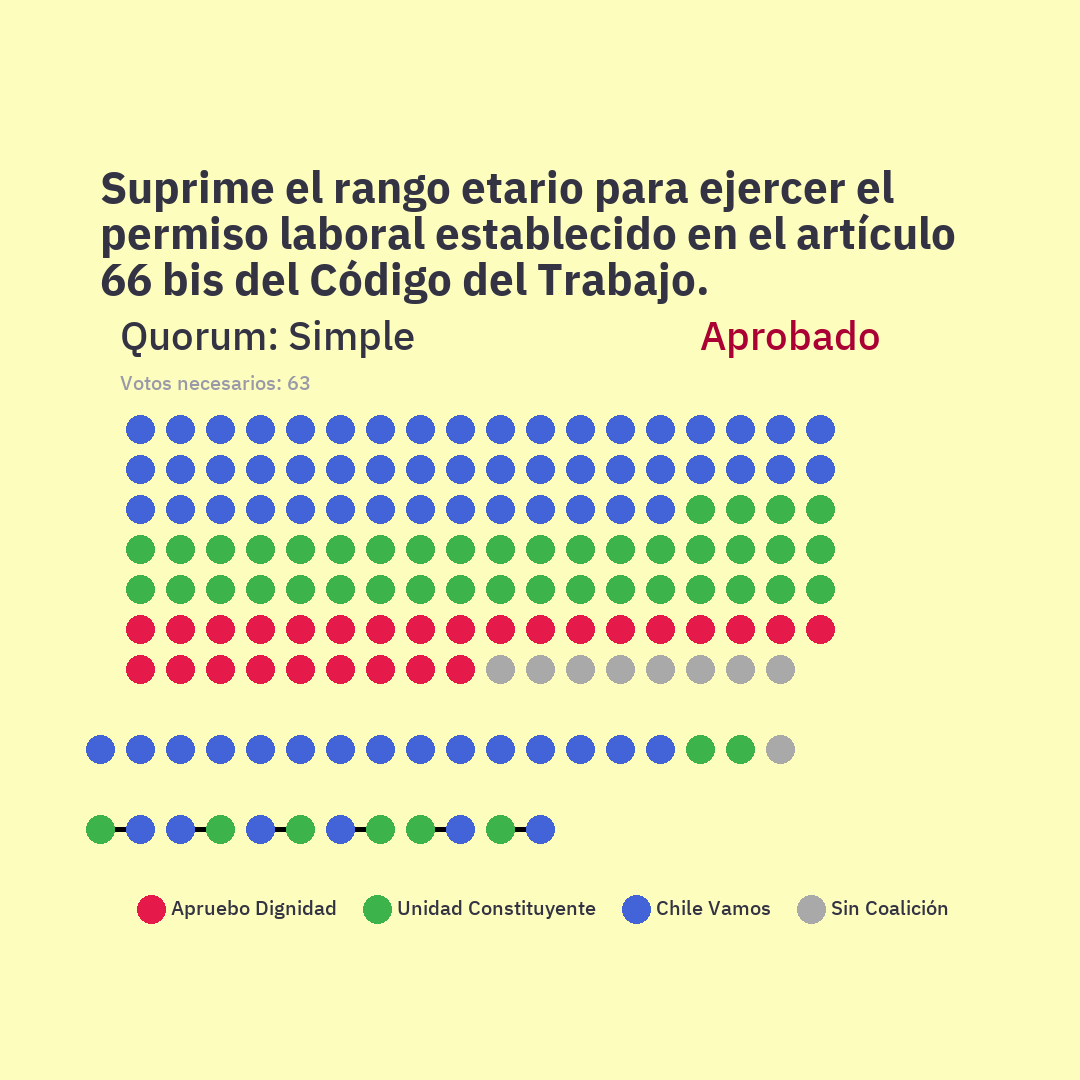 Suprime el rango etario para ejercer el
permiso laboral establecido en el artículo
66 bis del Código del Trabajo.
Quorum: Simple
Aprobado
Votos necesarios: 63
Apruebo Dignidad
Unidad Constituyente
Chile Vamos
Sin Coalición